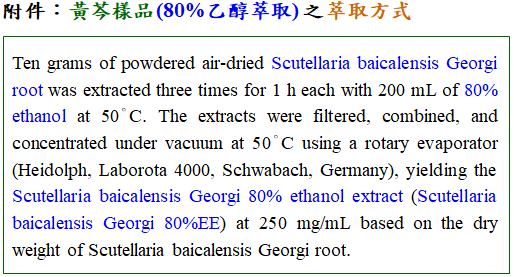 附件：黃芩樣品(80%乙醇萃取)之萃取方式
Ten grams of powdered air-dried Scutellaria baicalensis Georgi
root was extracted three times for 1 h each with 200 mL of 80%
ethanol at 50°C. The extracts were filtered, combined, and
concentrated under vacuum at 50°C using a rotary evaporator
(Heidolph, Laborota 4000, Schwabach, Germany), yielding the
Scutellaria baicalensis Georgi 80% ethanol extract (Scutellaria
baicalensis Georgi 80%EE) at 250 mg/mL based on the dry
weight of Scutellaria baicalensis Georgi root.